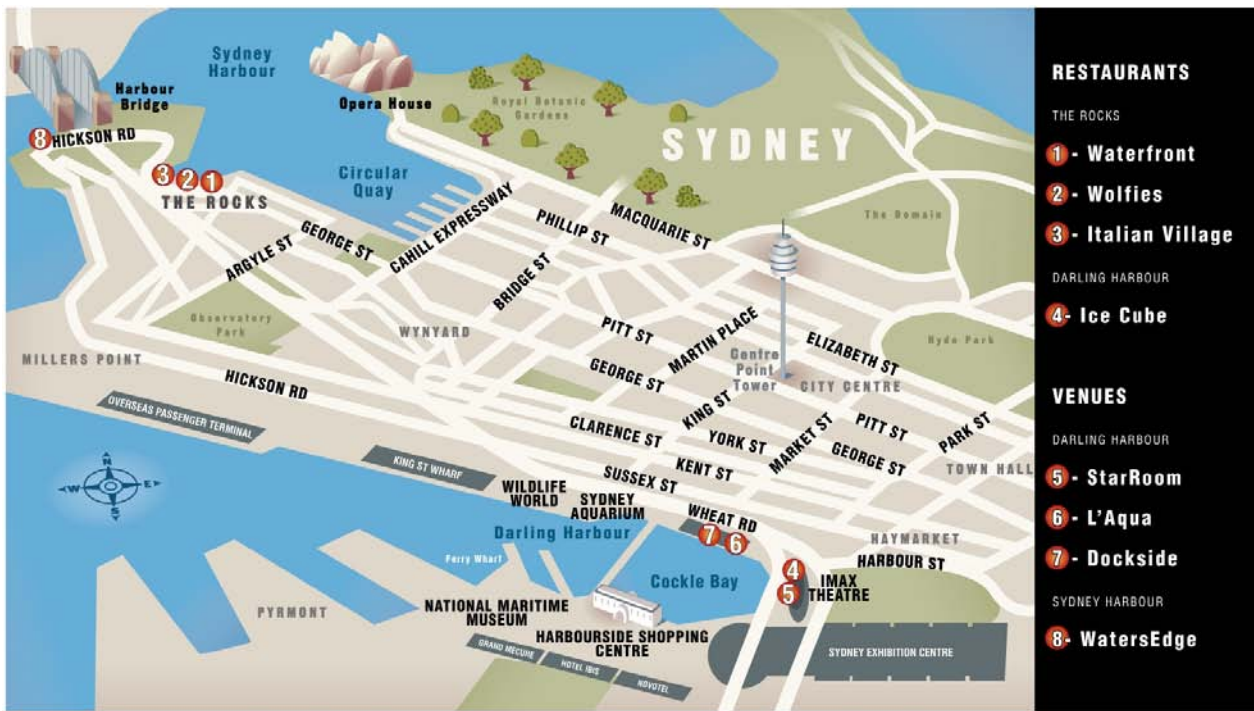 Sydney
Harbour
Harbour
Bridge
Opera House
Royal Botanic
Gardens
SYDNEY
8 HICKSON RD
Circular
Quay
3 2 1
THE ROCKS
The Domain
MACQUARIE ST
PHILLIP ST
CAHILL EXPRESSWAY
GEORGE ST
ARGYLE ST
BRIDGE ST
Observatory
Park
WYNYARD
PITT ST
MARTIN PLACE
ELIZABETH ST
Hyde Park
MILLERS POINT
HICKSON RD
GEORGE ST
Centre
Point
Tower
CITY CENTRE
OVERSEAS PASSENGER TERMINAL
KING ST
PITT ST
PARK ST
CLARENCE ST
YORK ST
MARKET ST
GEORGE ST
TOWN HALL
KING ST WHARF
KENT ST
SUSSEX ST
N
W E
S
WILDLIFE
WORLD
SYDNEY
AQUARIUM
WHEAT RD
Darling Harbour
7 6
HAYMARKET
HARBOUR ST
Ferry Wharf
Cockle Bay
4
5
IMAX
THEATRE
PYRMONT
NATIONAL MARITIME
MUSEUM
HARBOURSIDE SHOPPING
CENTRE
GRAND MECURE
HOTEL IBIS
NOVOTEL
SYDNEY EXHIBITION CENTRE
RESTAURANTS
THE ROCKS
1 - Waterfront
2 - Wolfies
3 - Italian Village
DARLING HARBOUR
4 - Ice Cube
VENUES
DARLING HARBOUR
5 - StarRoom
6 - L'Aqua
7 - Dockside
SYDNEY HARBOUR
8 - WatersEdge